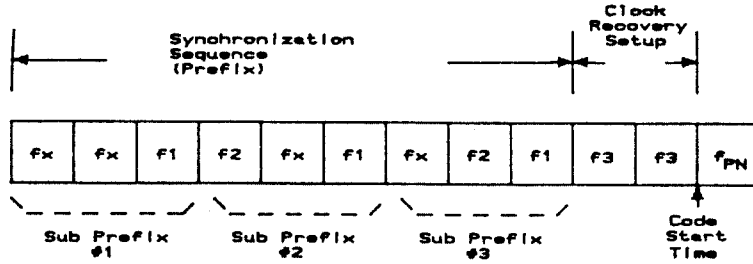 Synchronization
Sequence
(Prefix)
Clock
Recovery
Setup
fx fx f1 f2 fx f1 fx f2 f1 f3 f3 fPN
Sub Prefix
#1
Sub Prefix
#2
Sub Prefix
#3
Code
Start
Time